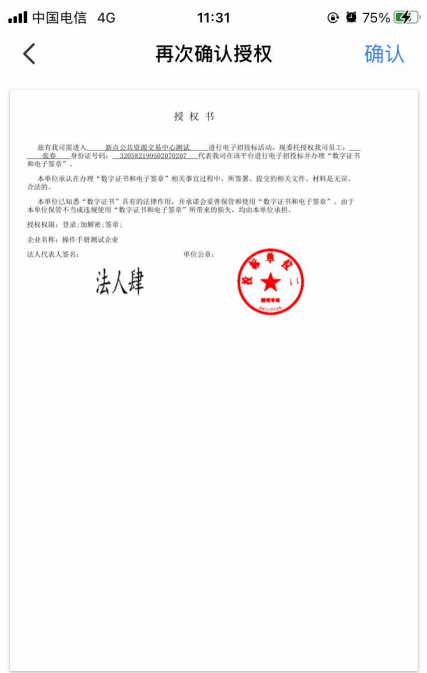 中国电信 4G 11:31 75%
再次确认授权 确认
授 权 书
兹有我司需进入 新点公共资源交易中心测试 进行电子招投标活动，现委托授权我司员工：
张春 身份证号码： 320582199502070207 代表我司在该平台进行电子招投标并办理“数字证书
和电子签章”。
本单位承认在办理“数字证书和电子签章”相关事宜过程中，所签署、提交的相关文件、材料是无误、
合法的。
本单位已知悉“数字证书”具有的法律作用，并承诺会妥善保管和使用“数字证书和电子签章”。由于
本单位保管不当或违规使用“数字证书和电子签章”所带来的损失，均由本单位承担。
授权权限：登录;加解密;签章;
企业名称：操作手册测试企业
法人代表人签名： 单位公章：
法人肆
投标单位二
测试专用